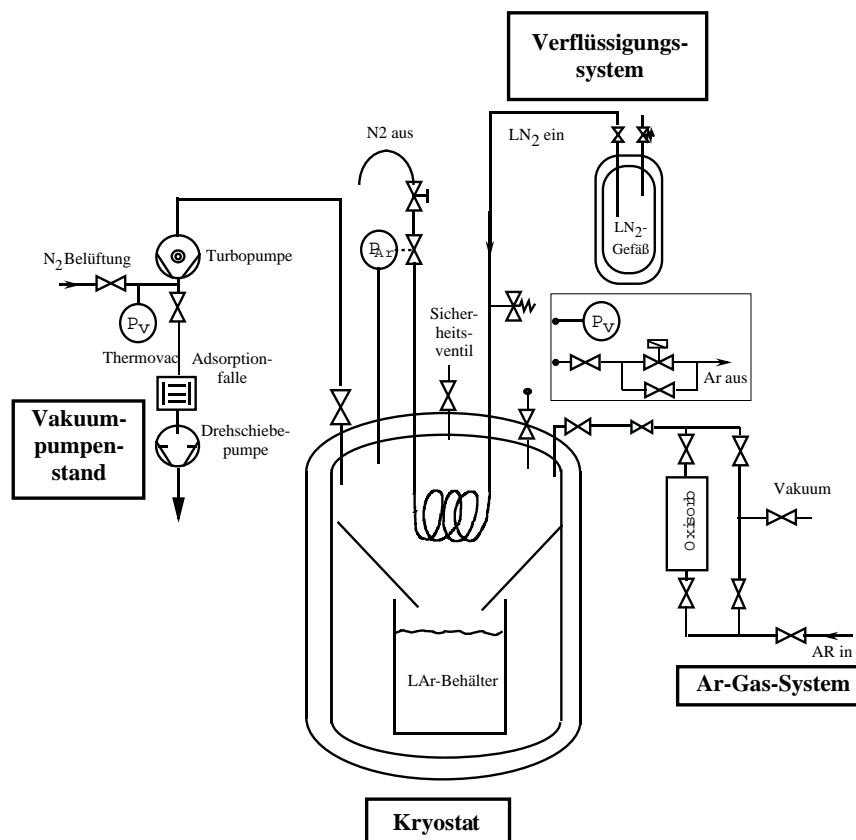 Verflüssigungs-
system
N2 aus
LN2 ein
LN2-
Gefäß
PAr
Turbopumpe
N2 Belüftung
PV
Thermovac
Adsorption-
falle
Vakuum-
pumpen-
stand
Drehschiebe-
pumpe
Sicher-
heits-
ventil
PV
Ar aus
Oxisorb
Vakuum
AR in
Ar-Gas-System
LAr-Behälter
Kryostat